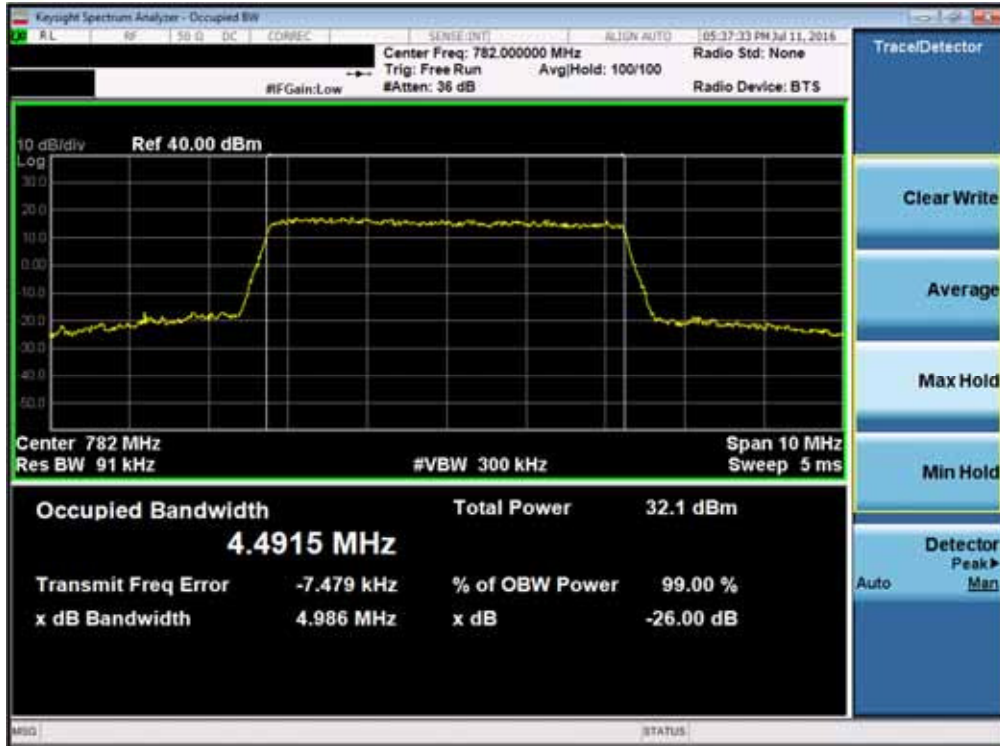 Keysight Spectrum Analyzer - Occupied BW
RL RF 50 Ω DC CORREC SENSE:INT ALIGN AUTO 05:37:33 PM Jul 11, 2016
Center Freq: 782.000000 MHz Radio Std: None
Trig: Free Run Avg|Hold: 100/100
#IFGain:Low #Atten: 36 dB Radio Device: BTS
10 dB/div Ref 40.00 dBm
Log
30.0
20.0
10.0
0.00
-10.0
-20.0
-30.0
-40.0
-50.0
Center 782 MHz Span 10 MHz
Res BW 91 kHz #VBW 300 kHz Sweep 5 ms
Occupied Bandwidth Total Power 32.1 dBm
4.4915 MHz
Transmit Freq Error -7.479 kHz % of OBW Power 99.00 %
x dB Bandwidth 4.986 MHz x dB -26.00 dB
MSG STATUS
Trace/Detector
Clear Write
Average
Max Hold
Min Hold
Detector
Peak▶
Auto Man